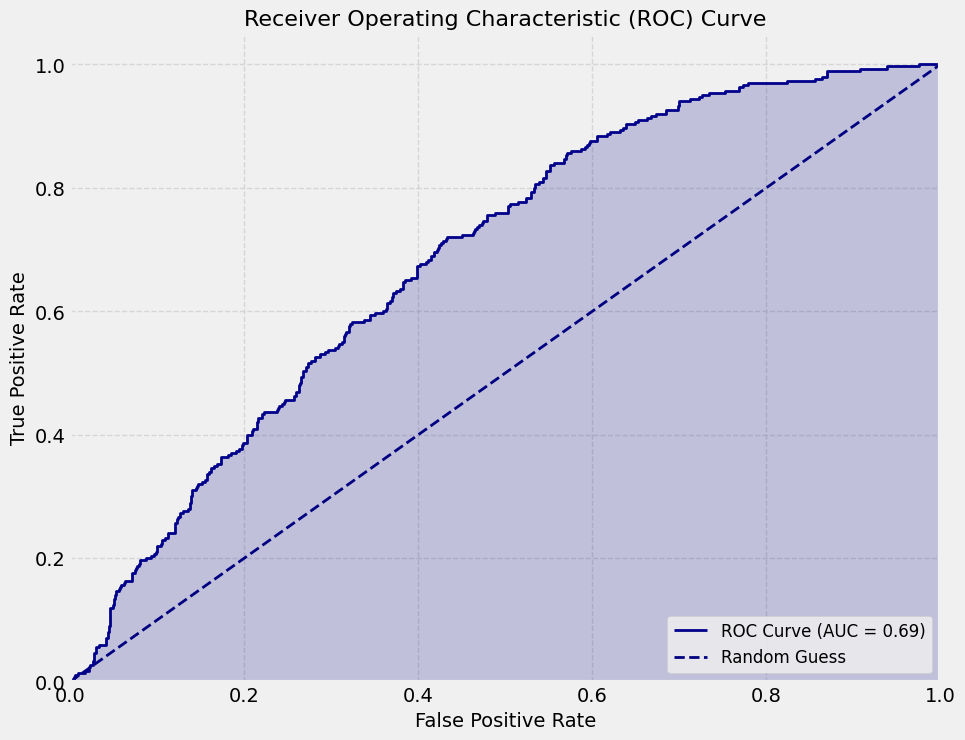 Receiver Operating Characteristic (ROC) Curve
True Positive Rate
1.0
0.8
0.6
0.4
0.2
0.0
0.0 0.2 0.4 0.6 0.8 1.0
False Positive Rate
ROC Curve (AUC = 0.69)
Random Guess